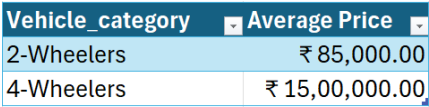 Vehicle_category Average Price
2-Wheelers ₹ 85,000.00
4-Wheelers ₹ 15,00,000.00